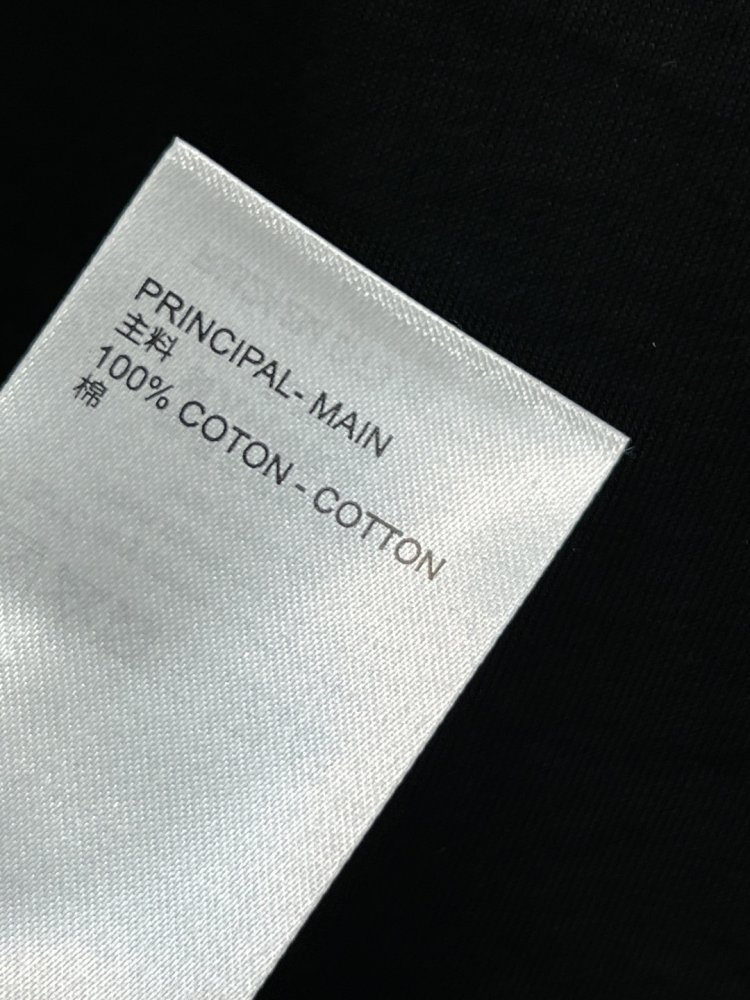 PRINCIPAL- MAIN
主料
100% COTON - COTTON
棉